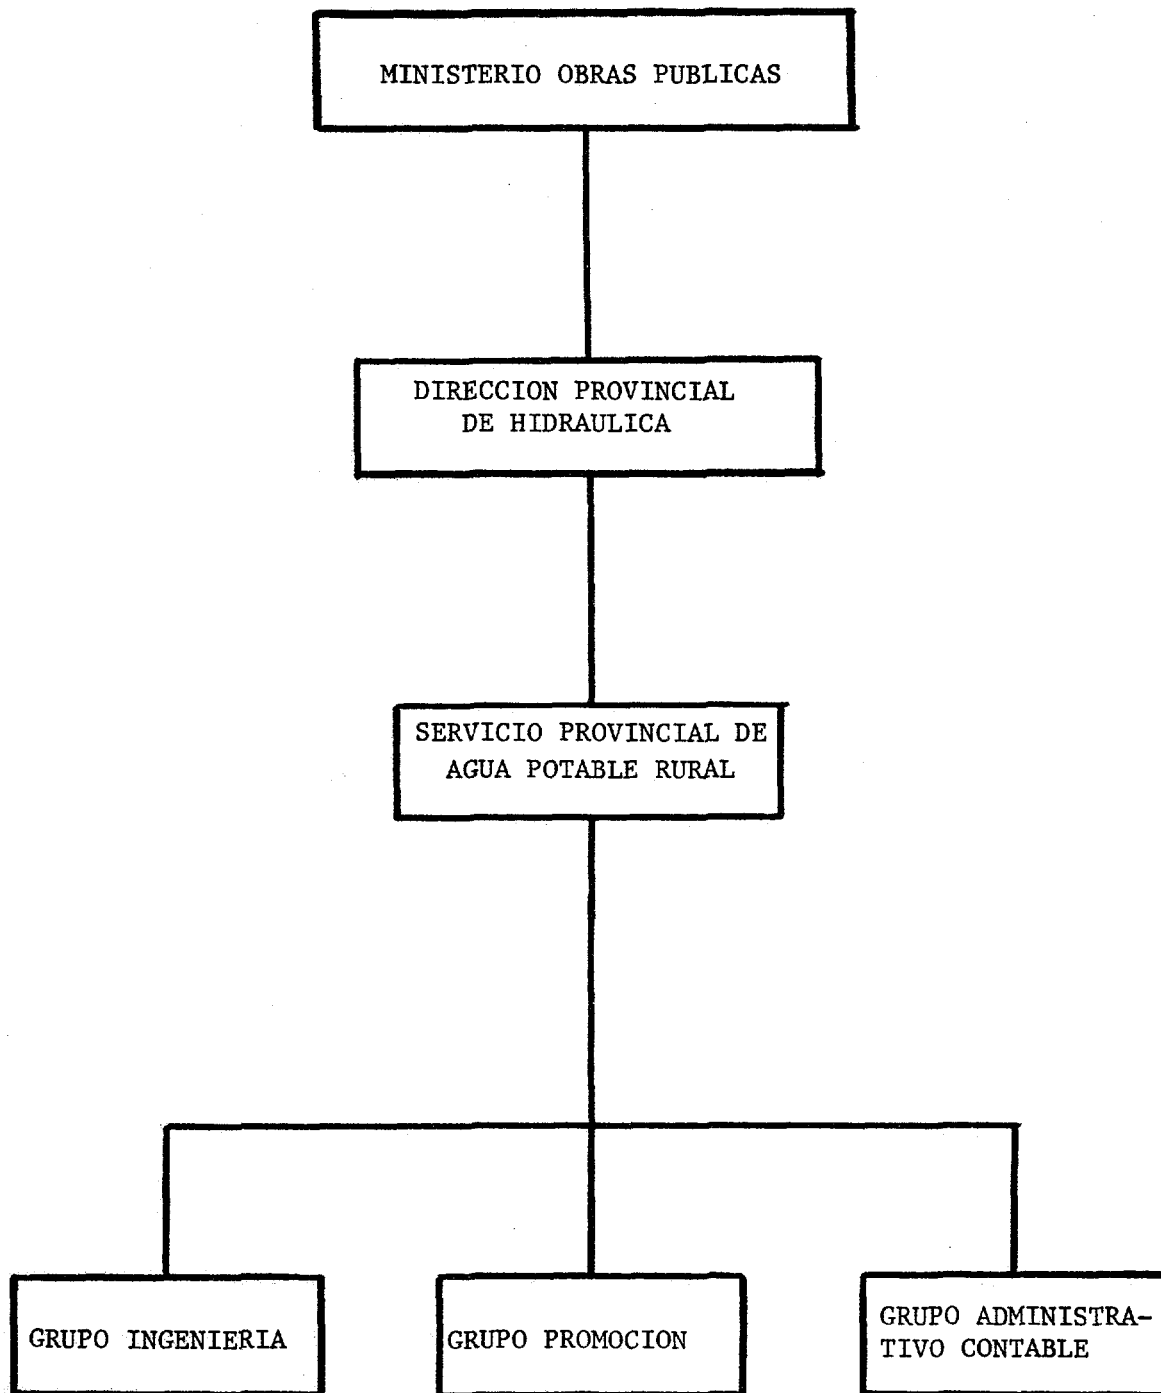 MINISTERIO OBRAS PUBLICAS
DIRECCION PROVINCIAL
DE HIDRAULICA
SERVICIO PROVINCIAL DE
AGUA POTABLE RURAL
GRUPO INGENIERIA
GRUPO PROMOCION
GRUPO ADMINISTRA-
TIVO CONTABLE